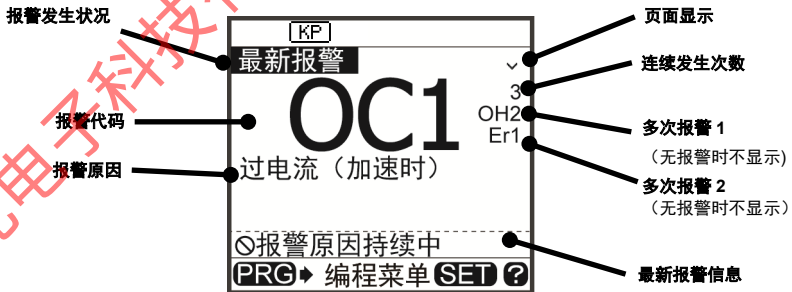 报警发生状况
KP
页面显示
最新报警
连续发生次数
3
OC1
OH2
报警代码
多次报警 1
Er1
（无报警时不显示)
报警原因
过电流（加速时）
多次报警 2
（无报警时不显示）
报警原因持续中
最新报警信息
PRG 编程菜单 SET ?
电子科技